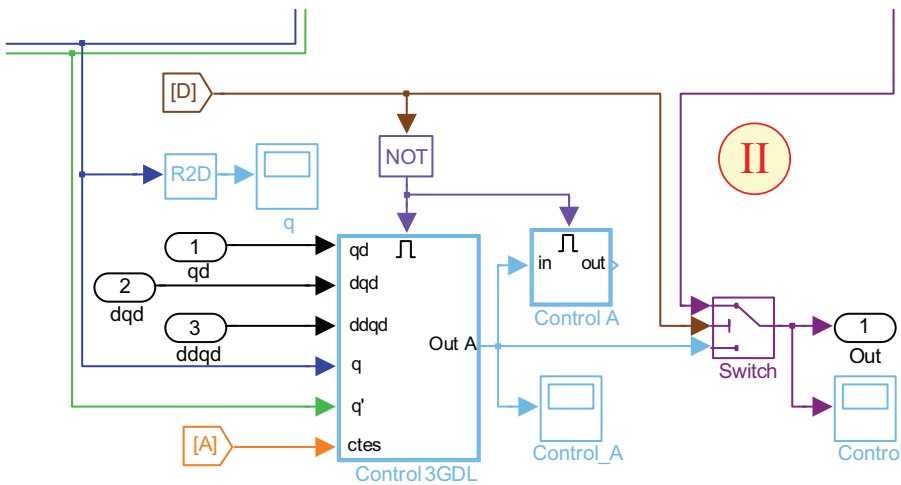 [D]
II
NOT
R2D
q
1
qd
2
dqd
3
ddqd
qd
dqd
ddqd
q
q'
ctes
Out A
Control 3GDL
[A]
in out
Control A
Control_A
Switch
1
Out
Contro